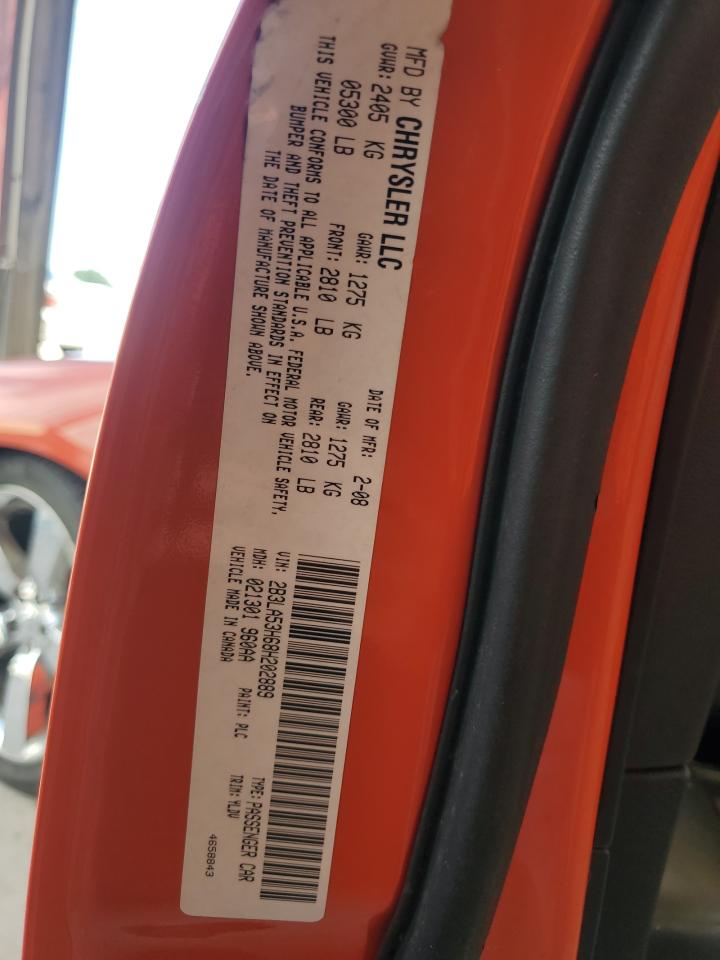 MFD BY CHRYSLER LLC
DATE OF MFR: 2-08
GVWR: 2405 KG
GAWR: 1275 KG
GAWR: 1275 KG
05300 LB
FRONT: 2810 LB
REAR: 2810 LB
THIS VEHICLE CONFORMS TO ALL APPLICABLE U.S.A. FEDERAL MOTOR VEHICLE SAFETY,
BUMPER AND THEFT PREVENTION STANDARDS IN EFFECT ON
THE DATE OF MANUFACTURE SHOWN ABOVE.
VIN: 2B3LA53H68H202889
TYPE: PASSENGER CAR
MDH: 021301 960AA
PAINT: PLC
TRIM: YLDV
VEHICLE MADE IN CANADA
4658843